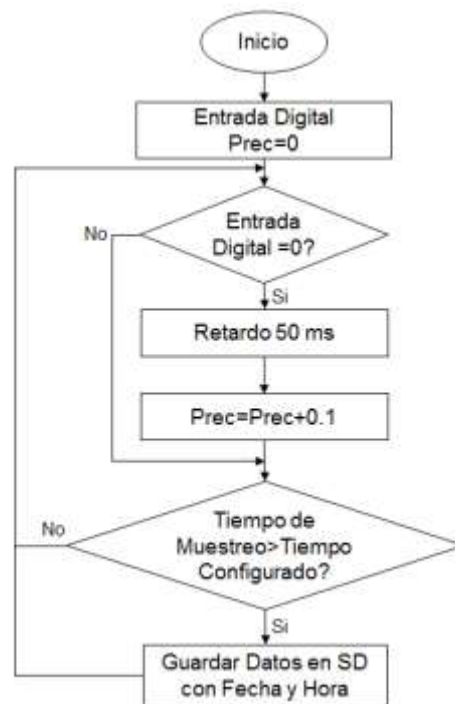 Inicio
Entrada Digital
Prec=0
Entrada
Digital =0?
No
Si
Retardo 50 ms
Prec=Prec+0.1
Tiempo de
Muestreo>Tiempo
Configurado?
No
Si
Guardar Datos en SD
con Fecha y Hora